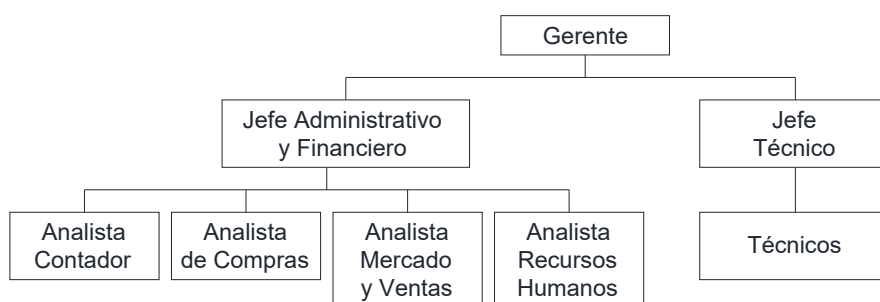 Gerente
Jefe Administrativo
y Financiero
Jefe
Técnico
Analista
Contador
Analista
de Compras
Analista
Mercado
y Ventas
Analista
Recursos
Humanos
Técnicos